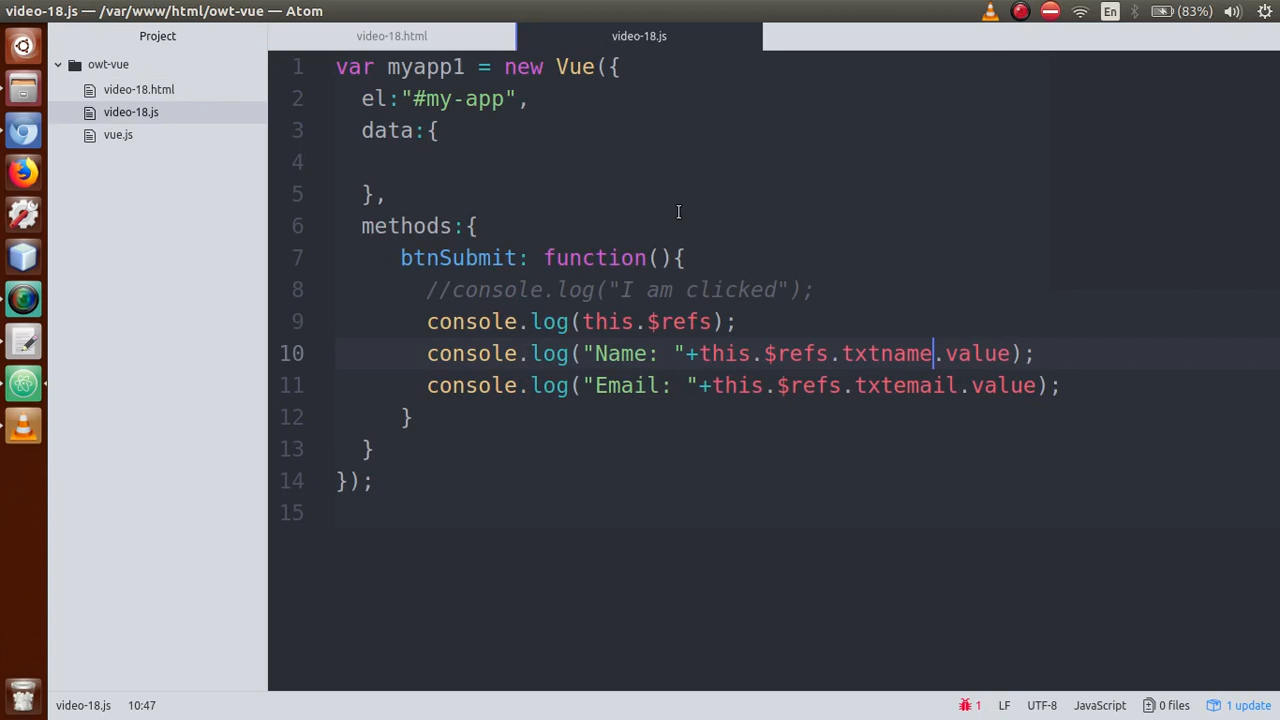 video-18.js — /var/www/html/owt-vue — Atom
En
(83%)
Project
owt-vue
video-18.html
video-18.js
vue.js
video-18.html
video-18.js
1 var myapp1 = new Vue({
2 el:"#my-app",
3 data:{
4
5 },
6 methods:{
7 btnSubmit: function(){
8 //console.log("I am clicked");
9 console.log(this.$refs);
10 console.log("Name: "+this.$refs.txtname.value);
11 console.log("Email: "+this.$refs.txtemail.value);
12 }
13 }
14 });
15
video-18.js 10:47
1 LF UTF-8 JavaScript 0 files 1 update